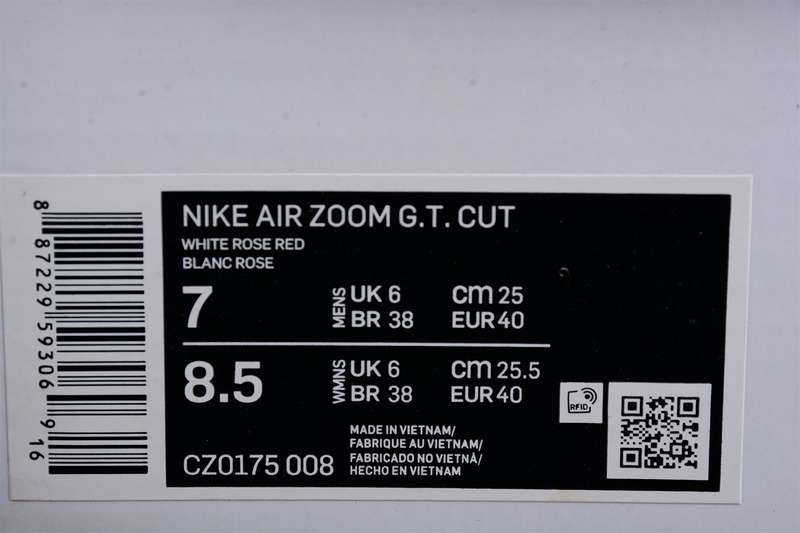 NIKE AIR ZOOM G.T. CUT
WHITE ROSE RED
BLANC ROSE
7 MENS UK 6 cm 25
BR 38 EUR 40
8.5 WMNS UK 6 cm 25.5
BR 38 EUR 40
CZ0175 008
MADE IN VIETNAM/
FABRIQUE AU VIETNAM/
FABRICADO NO VIETNÃ/
HECHO EN VIETNAM
RFID
8 87229 59306 9 16